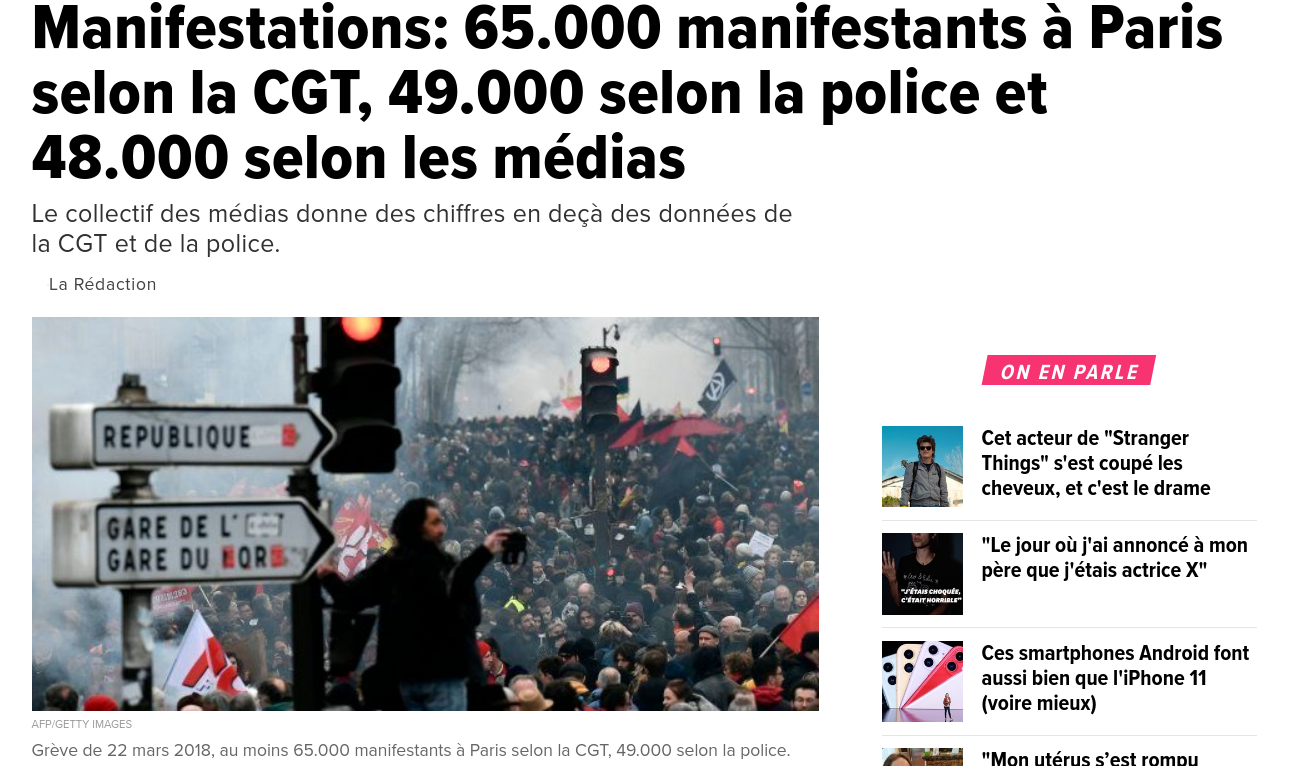 Manifestations: 65.000 manifestants à Paris
selon la CGT, 49.000 selon la police et
48.000 selon les médias
Le collectif des médias donne des chiffres en deçà des données de
la CGT et de la police.
La Rédaction
REPUBLIQUE
GARE DE L'
GARE DU
AFP/GETTY IMAGES
Grève de 22 mars 2018, au moins 65.000 manifestants à Paris selon la CGT, 49.000 selon la police.
ON EN PARLE
Cet acteur de "Stranger
Things" s'est coupé les
cheveux, et c'est le drame
"Le jour où j'ai annoncé à mon
père que j'étais actrice X"
"J'ÉTAIS CHOQUÉE,
C'ÉTAIT HORRIBLE"
Ces smartphones Android font
aussi bien que l'iPhone 11
(voire mieux)
"Mon utérus s’est rompu